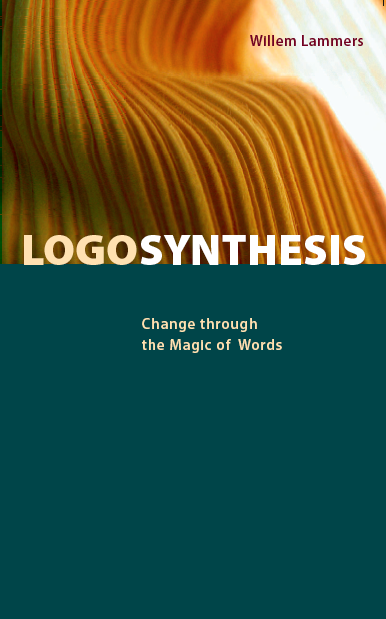 Willem Lammers
LOGOSYNTHESIS
Change through
the Magic of Words